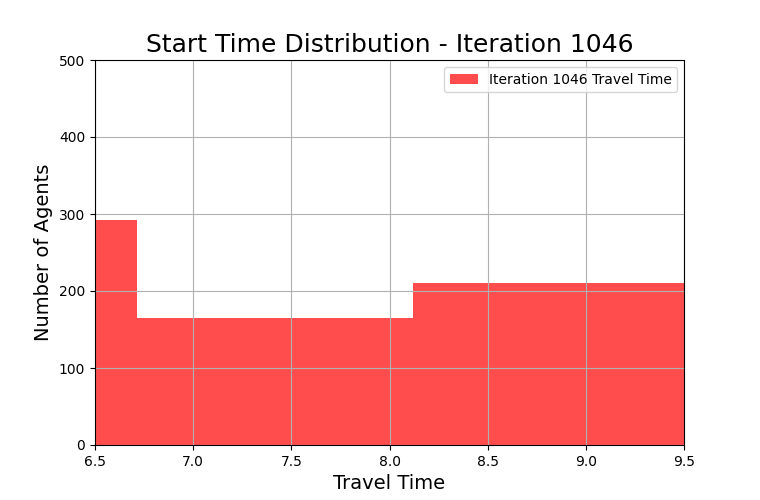 Start Time Distribution - Iteration 1046
500
400
300
200
100
0
Number of Agents
Iteration 1046 Travel Time
6.5 7.0 7.5 8.0 8.5 9.0 9.5
Travel Time